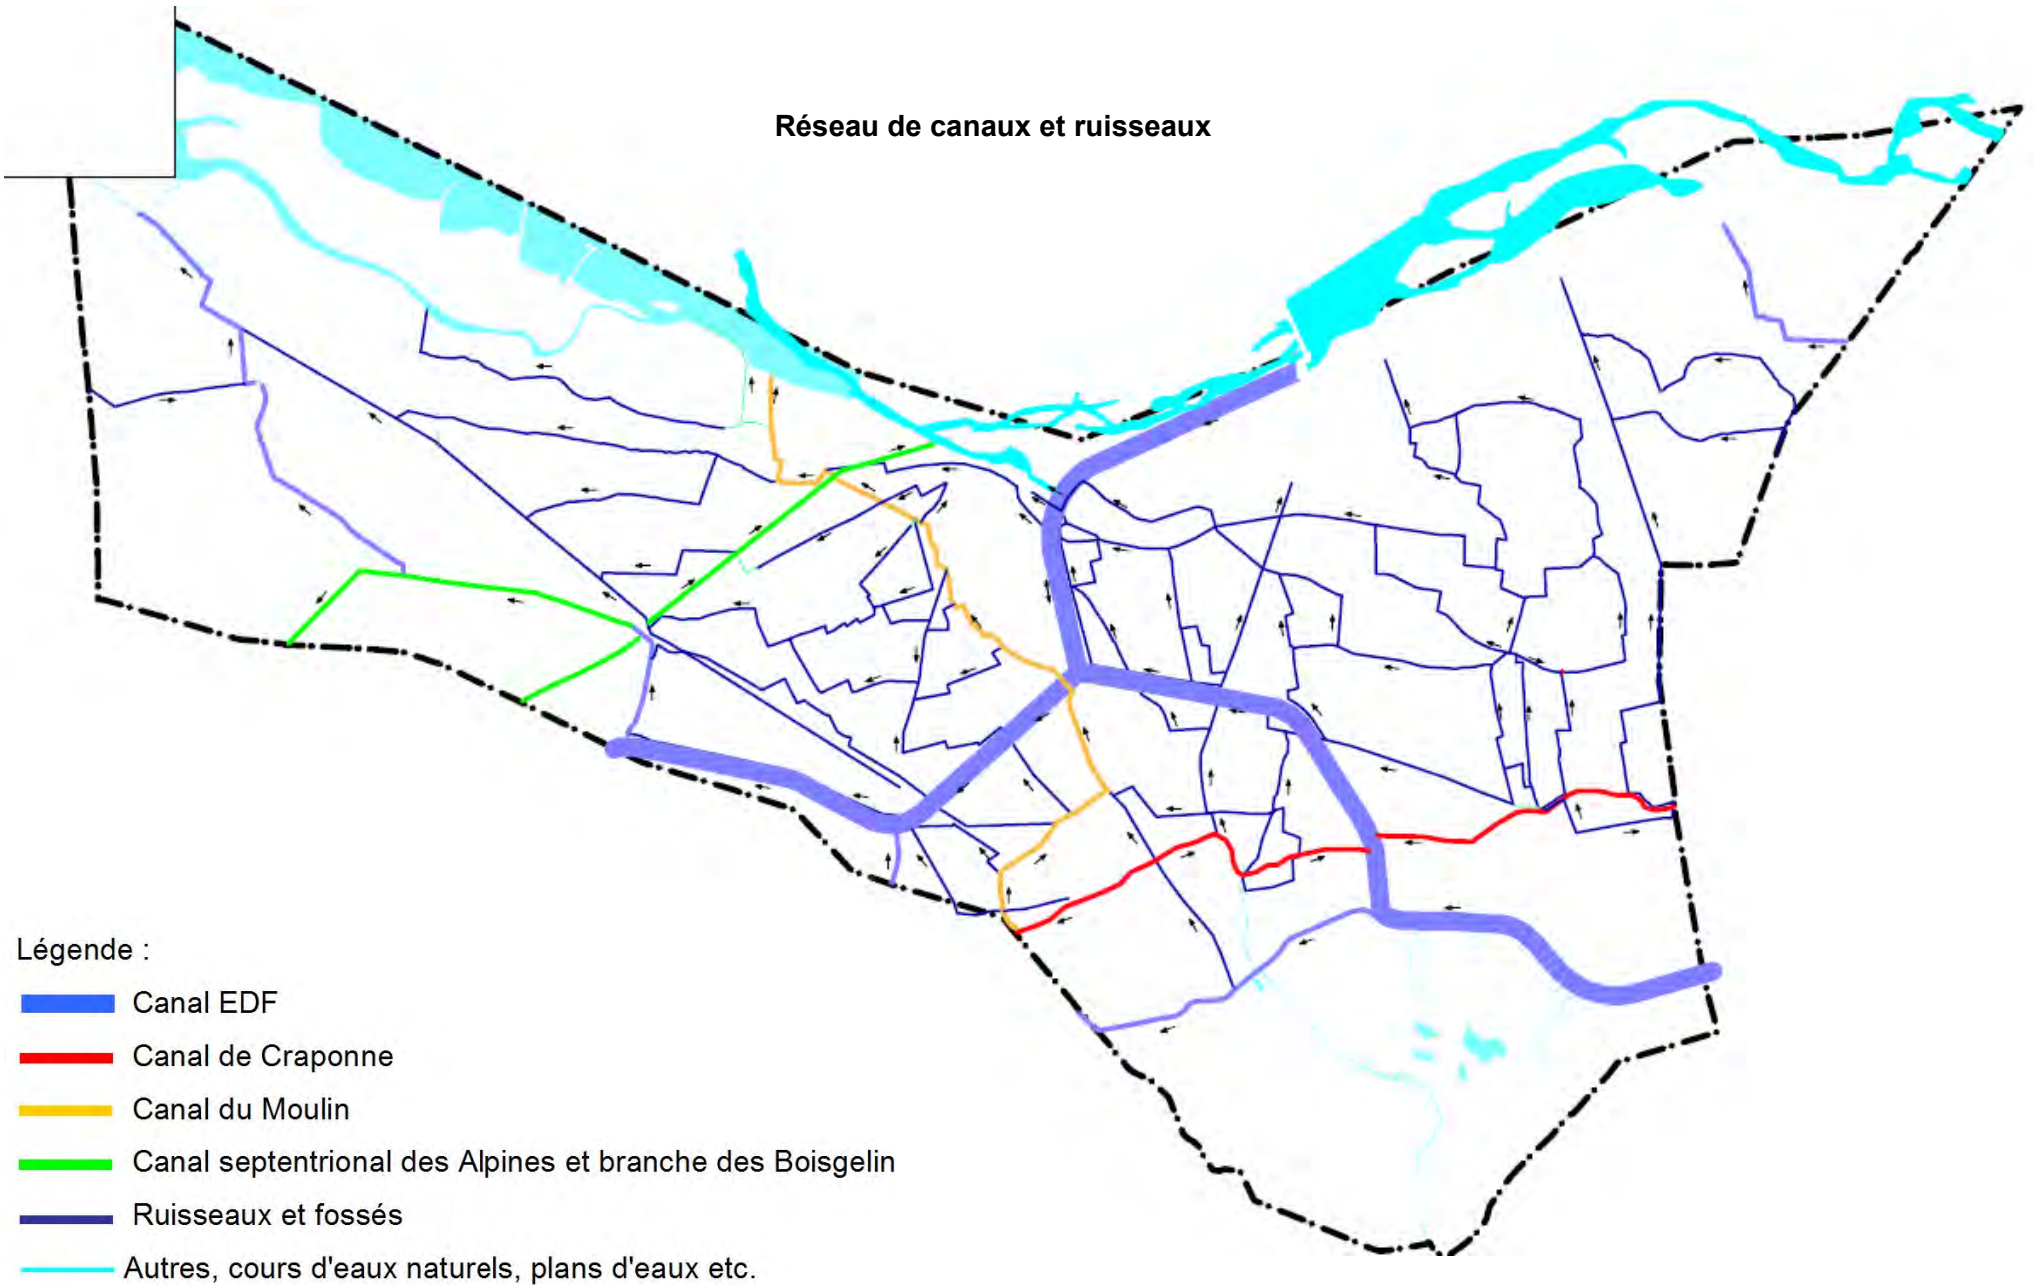 Réseau de canaux et ruisseaux
Légende :
Canal EDF
Canal de Craponne
Canal du Moulin
Canal septentrional des Alpines et branche des Boisgelin
Ruisseaux et fossés
Autres, cours d'eaux naturels, plans d'eaux etc.